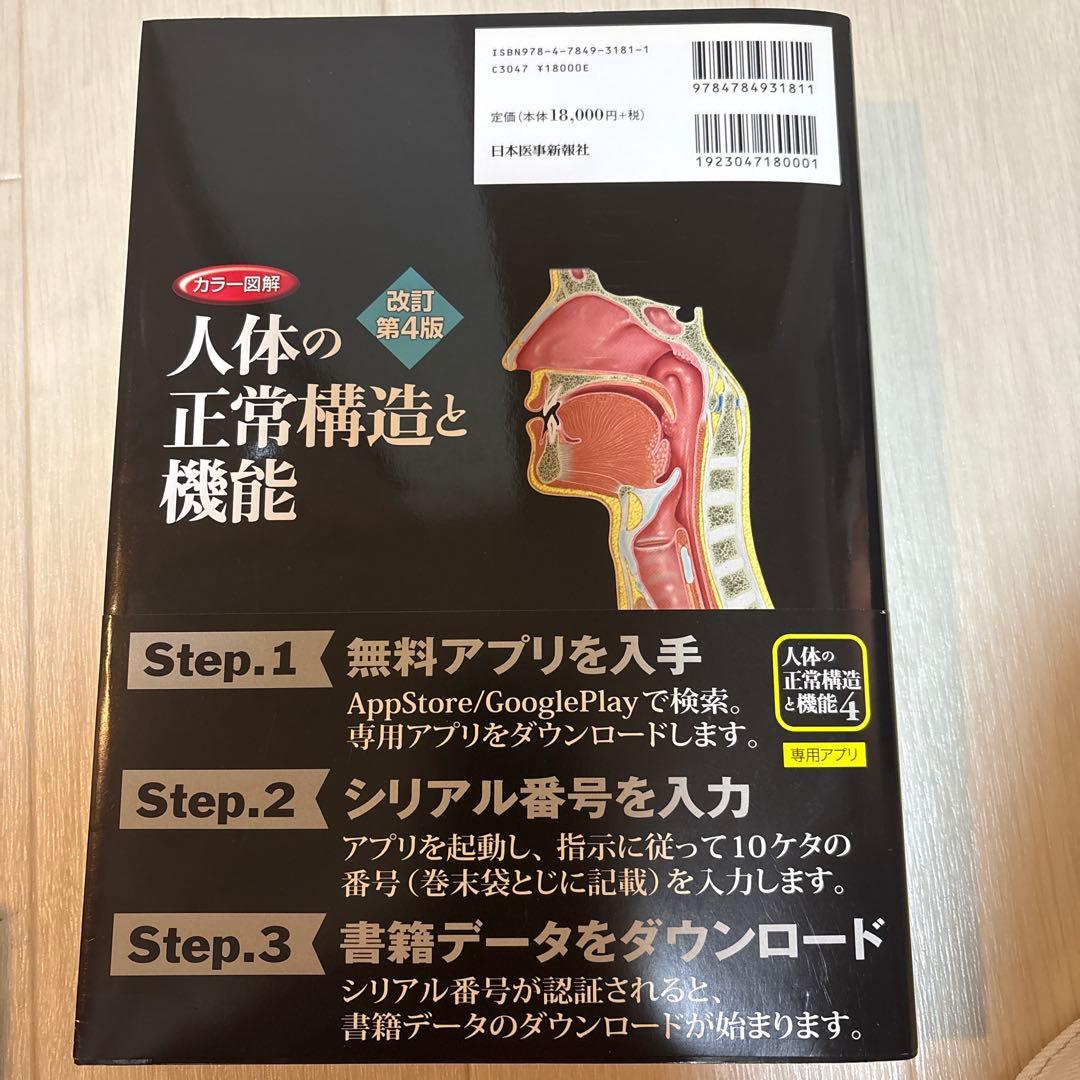 ISBN978-4-7849-3181-1
C3047 ¥18000E
9784784931811
定価(本体18,000円+税)
日本医事新報社
1923047180001
カラー図解
改訂
第4版
人体の
正常構造と
機能
Step.1 無料アプリを入手
AppStore/GooglePlayで検索。
専用アプリをダウンロードします。
人体の
正常構造
と機能4
専用アプリ
Step.2 シリアル番号を入力
アプリを起動し、指示に従って10ケタの
番号(巻末袋とじに記載)を入力します。
Step.3 書籍データをダウンロード
シリアル番号が認証されると、
書籍データのダウンロードが始まります。